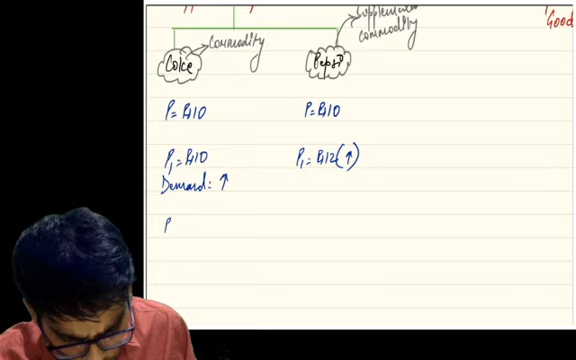 Supplement
commodity
Good
Commodity
Coke
Pepsi
P = ₹10
P = ₹10
P₁ = ₹10
P₁ = ₹12 (↑)
Demand: ↑
P